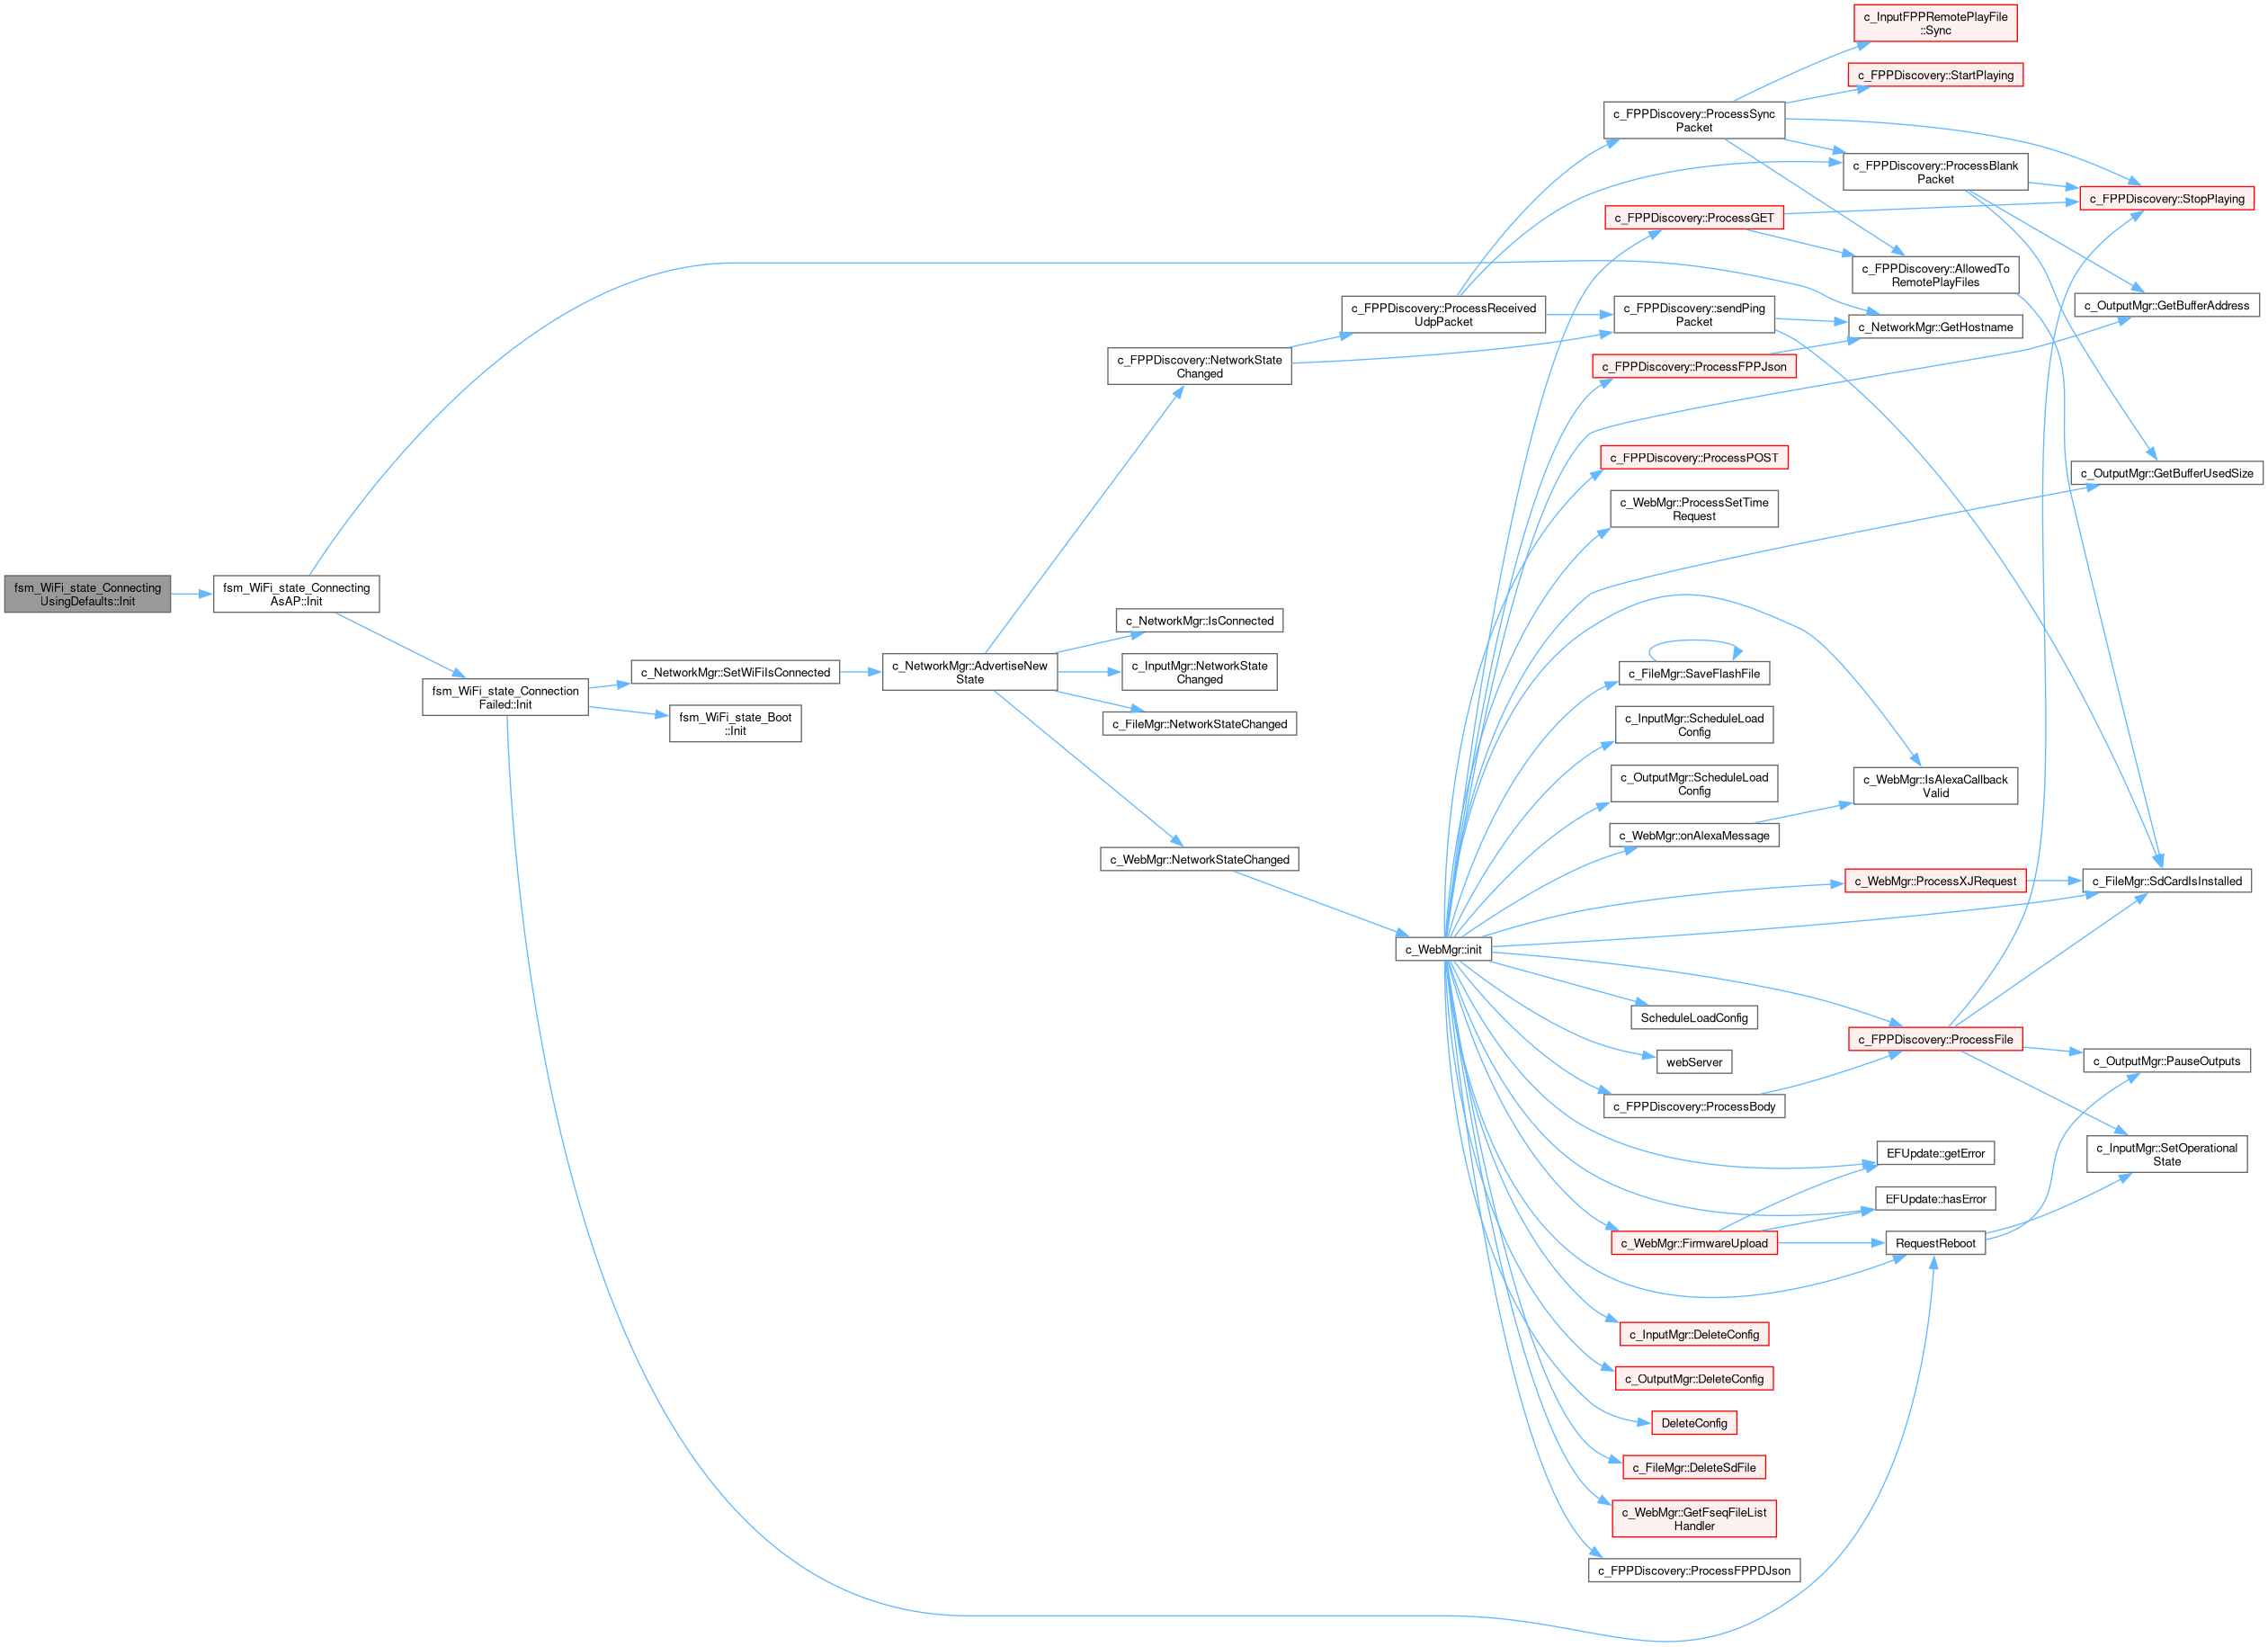 c_InputFPPRemotePlayFile
::Sync
c_FPPDiscovery::StartPlaying
c_FPPDiscovery::ProcessSync
Packet
c_FPPDiscovery::ProcessBlank
Packet
c_FPPDiscovery::StopPlaying
c_FPPDiscovery::ProcessGET
c_FPPDiscovery::AllowedTo
RemotePlayFiles
c_OutputMgr::GetBufferAddress
c_FPPDiscovery::ProcessReceived
UdpPacket
c_FPPDiscovery::sendPing
Packet
c_NetworkMgr::GetHostname
c_FPPDiscovery::NetworkState
Changed
c_FPPDiscovery::ProcessFPPJson
c_FPPDiscovery::ProcessPOST
c_OutputMgr::GetBufferUsedSize
c_WebMgr::ProcessSetTime
Request
fsm_WiFi_state_Connecting
UsingDefaults::Init
fsm_WiFi_state_Connecting
AsAP::Init
c_NetworkMgr::IsConnected
c_NetworkMgr::SetWiFiIsConnected
c_NetworkMgr::AdvertiseNew
State
c_InputMgr::NetworkState
Changed
c_FileMgr::SaveFlashFile
fsm_WiFi_state_Connection
Failed::Init
fsm_WiFi_state_Boot
::Init
c_FileMgr::NetworkStateChanged
c_InputMgr::ScheduleLoad
Config
c_OutputMgr::ScheduleLoad
Config
c_WebMgr::IsAlexaCallback
Valid
c_WebMgr::onAlexaMessage
c_WebMgr::NetworkStateChanged
c_WebMgr::ProcessXJRequest
c_FileMgr::SdCardIsInstalled
c_WebMgr::init
ScheduleLoadConfig
c_FPPDiscovery::ProcessFile
webServer
c_OutputMgr::PauseOutputs
c_FPPDiscovery::ProcessBody
EFUpdate::getError
c_InputMgr::SetOperational
State
EFUpdate::hasError
c_WebMgr::FirmwareUpload
RequestReboot
c_InputMgr::DeleteConfig
c_OutputMgr::DeleteConfig
DeleteConfig
c_FileMgr::DeleteSdFile
c_WebMgr::GetFseqFileList
Handler
c_FPPDiscovery::ProcessFPPDJson